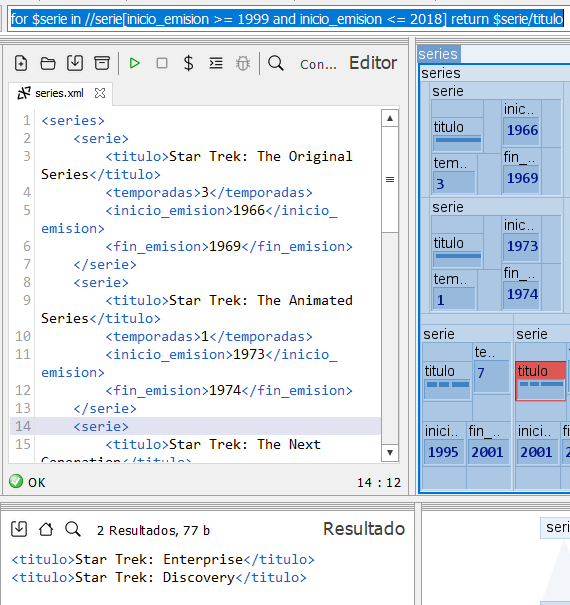 for $serie in //serie[inicio_emision >= 1999 and inicio_emision <= 2018] return $serie/titulo
$ Con... Editor
series.xml
1 <series>
2 <serie>
3 <titulo>Star Trek: The Original
Series</titulo>
4 <temporadas>3</temporadas>
5 <inicio_emision>1966</inicio_
emision>
6 <fin_emision>1969</fin_emision>
7 </serie>
8 <serie>
9 <titulo>Star Trek: The Animated
Series</titulo>
10 <temporadas>1</temporadas>
11 <inicio_emision>1973</inicio_
emision>
12 <fin_emision>1974</fin_emision>
13 </serie>
14 <serie>
15 <titulo>Star Trek: The Next
Generation</titulo>
OK 14 : 12
series
series
serie
titulo
inic..
1966
tem..
3
fin_..
1969
serie
titulo
inic..
1973
tem..
1
fin_..
1974
serie
titulo
te..
7
inici..
1995
fin_..
2001
serie
titulo
inici..
2001
fi
2
2 Resultados, 77 b Resultado
<titulo>Star Trek: Enterprise</titulo>
<titulo>Star Trek: Discovery</titulo>
seri